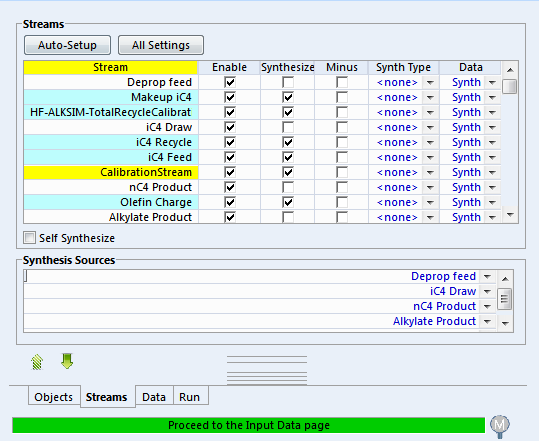 Streams
Auto-Setup All Settings
Stream Enable Synthesize Minus Synth Type Data
Deprop feed <none> Synth
Makeup iC4 <none> Synth
HF-ALKSIM-TotalRecycleCalibrat <none> Synth
iC4 Draw <none> Synth
iC4 Recycle <none> Synth
iC4 Feed <none> Synth
CalibrationStream <none> Synth
nC4 Product <none> Synth
Olefin Charge <none> Synth
Alkylate Product <none> Synth
Self Synthesize
Synthesis Sources
Deprop feed
iC4 Draw
nC4 Product
Alkylate Product
Objects Streams Data Run
Proceed to the Input Data page M